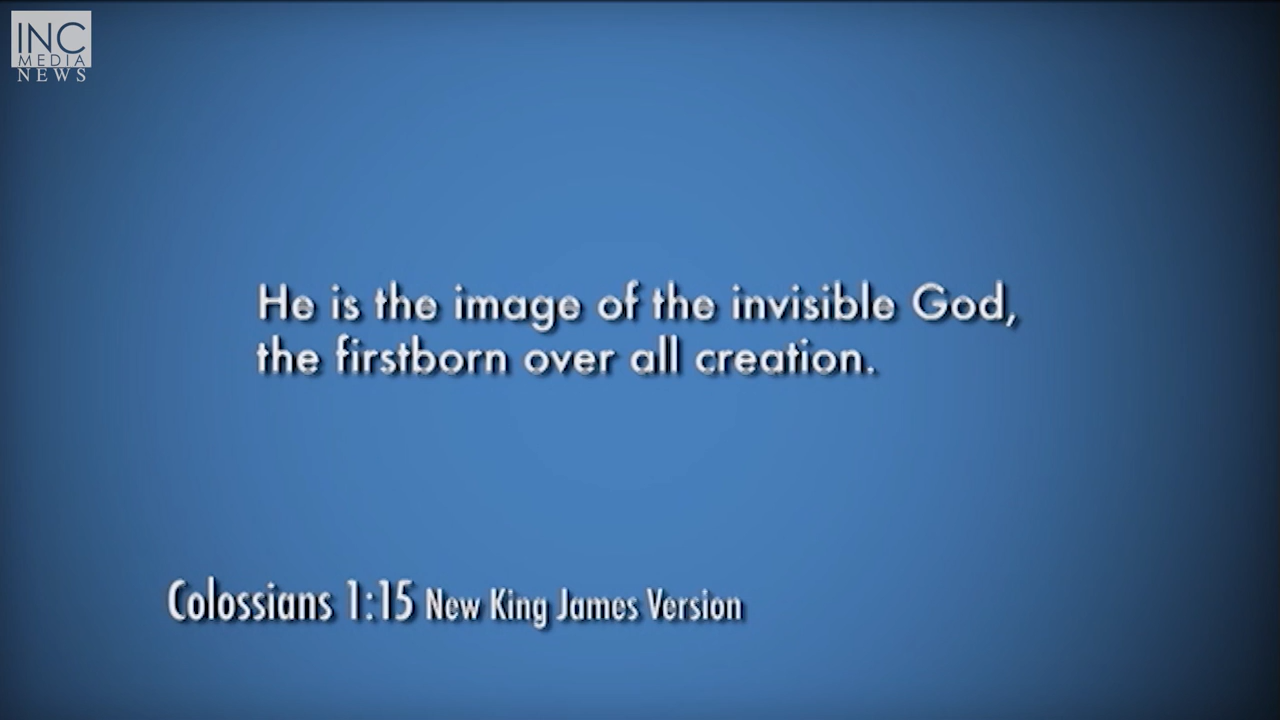 INC
MEDIA
NEWS
He is the image of the invisible God,
the firstborn over all creation.
Colossians 1:15 New King James Version